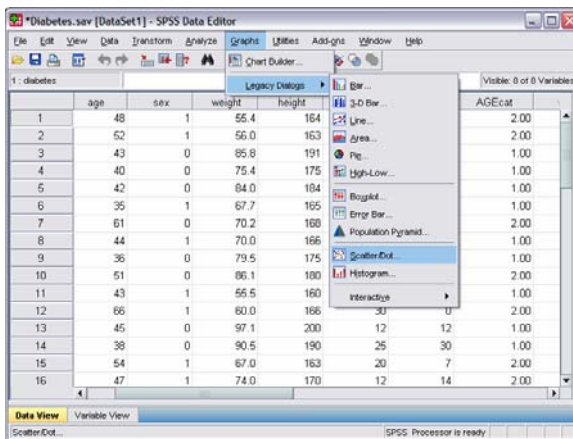 *Diabetes.sav [DataSet1] - SPSS Data Editor
File Edit View Data Transform Analyze Graphs Utilities Add-ons Window Help
Chart Builder...
1 : diabetes Legacy Dialogs Visible: 8 of 8 Variables
Bar...
3-D Bar...
Line...
Area...
Pie...
High-Low...
Boxplot...
Error Bar...
Population Pyramid...
Scatter/Dot...
Histogram...
Interactive
age sex weight height AGEcat
1 48 1 55.4 164 2.00
2 52 1 56.0 163 2.00
3 43 0 85.8 191 1.00
4 40 0 75.4 175 1.00
5 42 0 84.0 184 1.00
6 35 1 67.7 165 1.00
7 61 0 70.2 168 2.00
8 44 1 70.0 166 1.00
9 36 0 79.5 175 1.00
10 51 0 86.1 180 2.00
11 43 1 55.5 160 1.00
12 66 1 60.0 166 30 0 2.00
13 45 0 97.1 200 12 12 1.00
14 38 0 90.5 190 25 30 1.00
15 54 1 67.0 163 20 7 2.00
16 47 1 74.0 170 12 14 2.00
Data View Variable View
Scatter/Dot... SPSS Processor is ready